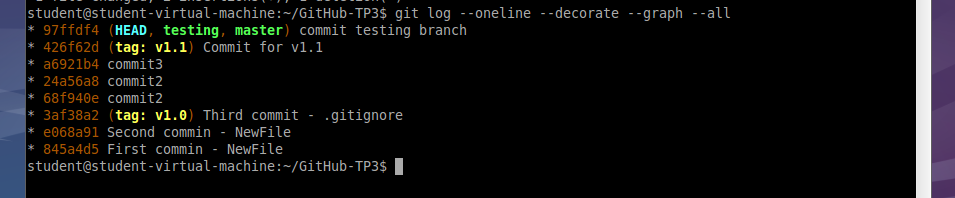 student@student-virtual-machine:~/GitHub-TP3$ git log --oneline --decorate --graph --all
* 97ffdf4 (HEAD, testing, master) commit testing branch
* 426f62d (tag: v1.1) Commit for v1.1
* a6921b4 commit3
* 24a56a8 commit2
* 68f940e commit2
* 3af38a2 (tag: v1.0) Third commit - .gitignore
* e068a91 Second commin - NewFile
* 845a4d5 First commin - NewFile
student@student-virtual-machine:~/GitHub-TP3$